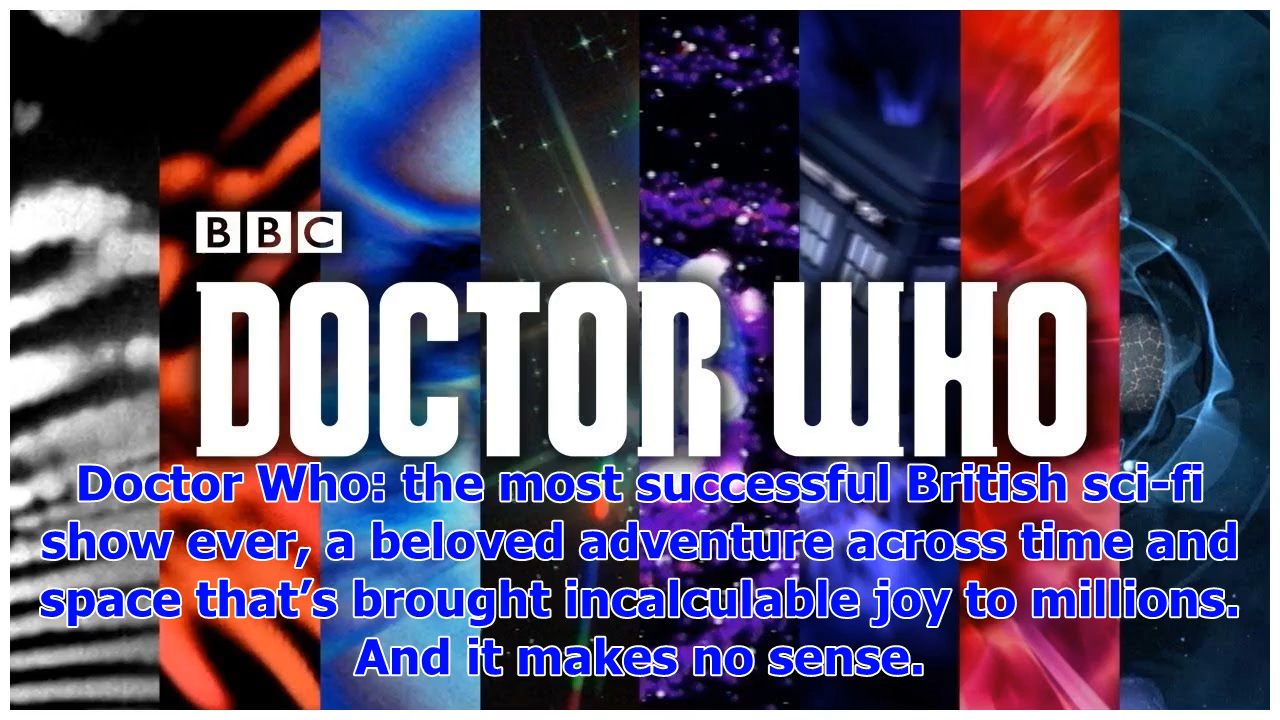 BBC
DOCTOR WHO
Doctor Who: the most successful British sci-fi
show ever, a beloved adventure across time and
space that’s brought incalculable joy to millions.
And it makes no sense.